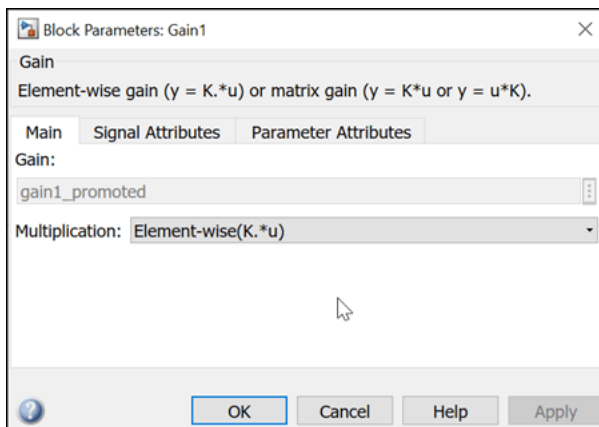 Block Parameters: Gain1
Gain
Element-wise gain (y = K.*u) or matrix gain (y = K*u or y = u*K).
Main Signal Attributes Parameter Attributes
Gain:
gain1_promoted
Multiplication: Element-wise(K.*u)
OK Cancel Help Apply